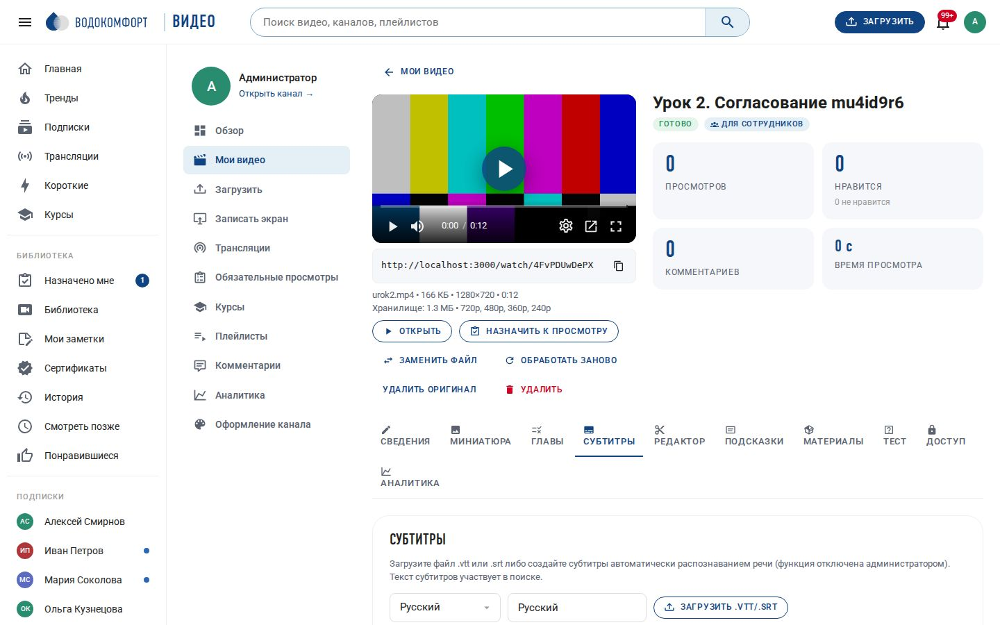 ВОДОКОМФОРТ ВИДЕО
Поиск видео, каналов, плейлистов
ЗАГРУЗИТЬ
99+
А
Главная
Тренды
Подписки
Трансляции
Короткие
Курсы
БИБЛИОТЕКА
Назначено мне 1
Библиотека
Мои заметки
Сертификаты
История
Смотреть позже
Понравившиеся
ПОДПИСКИ
АС Алексей Смирнов
ИП Иван Петров
МС Мария Соколова
ОК Ольга Кузнецова
А
Администратор
Открыть канал →
Обзор
Мои видео
Загрузить
Записать экран
Трансляции
Обязательные просмотры
Курсы
Плейлисты
Комментарии
Аналитика
Оформление канала
МОИ ВИДЕО
0:00 / 0:12
http://localhost:3000/watch/4FvPDUwDePX
urok2.mp4 • 166 КБ • 1280×720 • 0:12
Хранилище: 1.3 МБ • 720p, 480p, 360p, 240p
ОТКРЫТЬ
НАЗНАЧИТЬ К ПРОСМОТРУ
ЗАМЕНИТЬ ФАЙЛ
ОБРАБОТАТЬ ЗАНОВО
УДАЛИТЬ ОРИГИНАЛ
УДАЛИТЬ
Урок 2. Согласование mu4id9r6
ГОТОВО
ДЛЯ СОТРУДНИКОВ
0
ПРОСМОТРОВ
0
НРАВИТСЯ
0 не нравится
0
КОММЕНТАРИЕВ
0 с
ВРЕМЯ ПРОСМОТРА
СВЕДЕНИЯ
МИНИАТЮРА
ГЛАВЫ
СУБТИТРЫ
РЕДАКТОР
ПОДСКАЗКИ
МАТЕРИАЛЫ
ТЕСТ
ДОСТУП
АНАЛИТИКА
СУБТИТРЫ
Загрузите файл .vtt или .srt либо создайте субтитры автоматически распознаванием речи (функция отключена администратором).
Текст субтитров участвует в поиске.
Русский
Русский
ЗАГРУЗИТЬ .VTT/.SRT